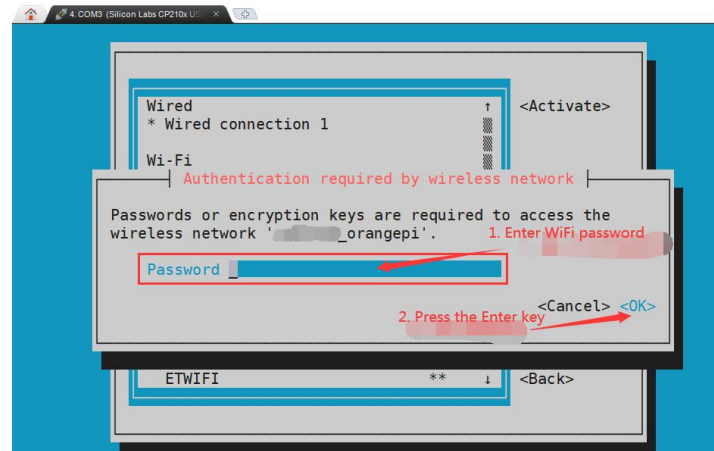 4. COM3 (Silicon Labs CP210x US
Wired
* Wired connection 1
<Activate>
Wi-Fi
Authentication required by wireless network
Passwords or encryption keys are required to access the
wireless network '_orangepi'.
1. Enter WiFi password
Password
<Cancel> <OK>
2. Press the Enter key
ETWIFI ** ↓ <Back>